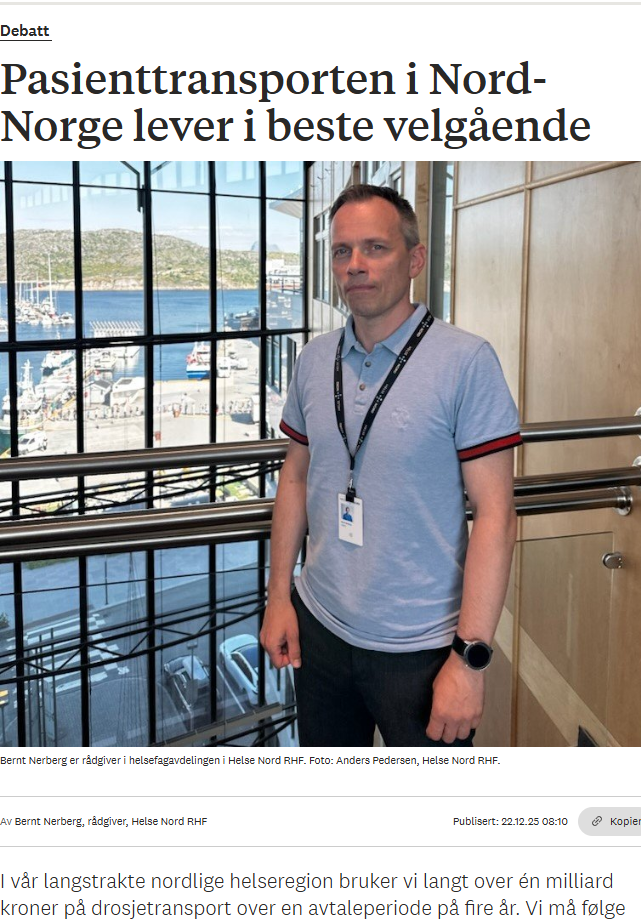 Debatt
Pasienttransporten i Nord-
Norge lever i beste velgående
Bernt Nerberg er rådgiver i helsefagavdelingen i Helse Nord RHF. Foto: Anders Pedersen, Helse Nord RHF.
Av Bernt Nerberg, rådgiver, Helse Nord RHF
Publisert: 22.12.25 08:10
Kopier
I vår langstrakte nordlige helseregion bruker vi langt over én milliard
kroner på drosjetransport over en avtaleperiode på fire år. Vi må følge